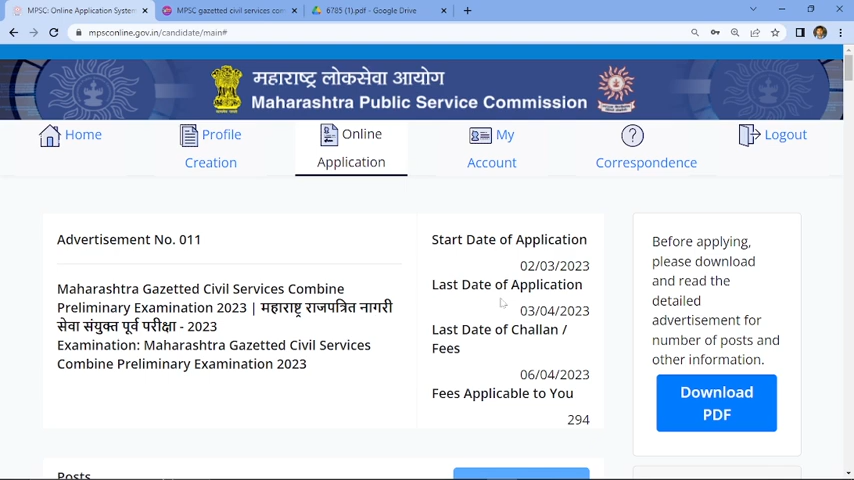 MPSC: Online Application System
MPSC gazetted civil services com
6785 (1).pdf - Google Drive
mpsconline.gov.in/candidate/main#
महाराष्ट्र लोकसेवा आयोग
Maharashtra Public Service Commission
Home
Profile Creation
Online Application
My Account
Correspondence
Logout
Advertisement No. 011
Maharashtra Gazetted Civil Services Combine
Preliminary Examination 2023 | महाराष्ट्र राजपत्रित नागरी
सेवा संयुक्त पूर्व परीक्षा - 2023
Examination: Maharashtra Gazetted Civil Services
Combine Preliminary Examination 2023
Start Date of Application
02/03/2023
Last Date of Application
03/04/2023
Last Date of Challan /
Fees
06/04/2023
Fees Applicable to You
294
Before applying,
please download
and read the
detailed
advertisement for
number of posts and
other information.
Download
PDF
Posts